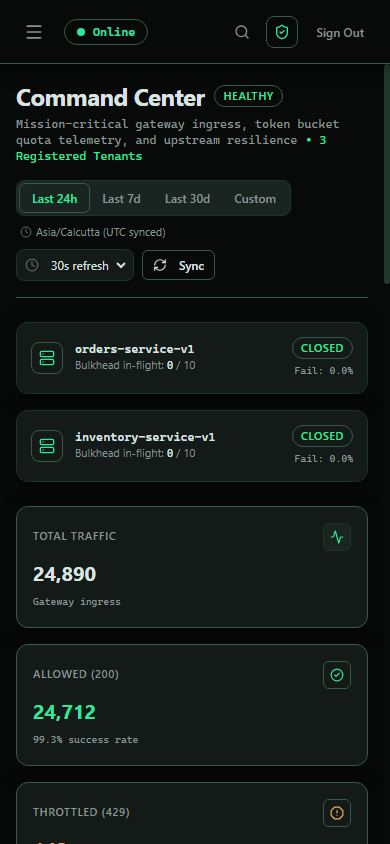 Online
Sign Out
Command Center HEALTHY
Mission-critical gateway ingress, token bucket
quota telemetry, and upstream resilience • 3
Registered Tenants
Last 24h Last 7d Last 30d Custom
Asia/Calcutta (UTC synced)
30s refresh Sync
orders-service-v1
Bulkhead in-flight: 0 / 10
CLOSED
Fail: 0.0%
inventory-service-v1
Bulkhead in-flight: 0 / 10
CLOSED
Fail: 0.0%
TOTAL TRAFFIC
24,890
Gateway ingress
ALLOWED (200)
24,712
99.3% success rate
THROTTLED (429)